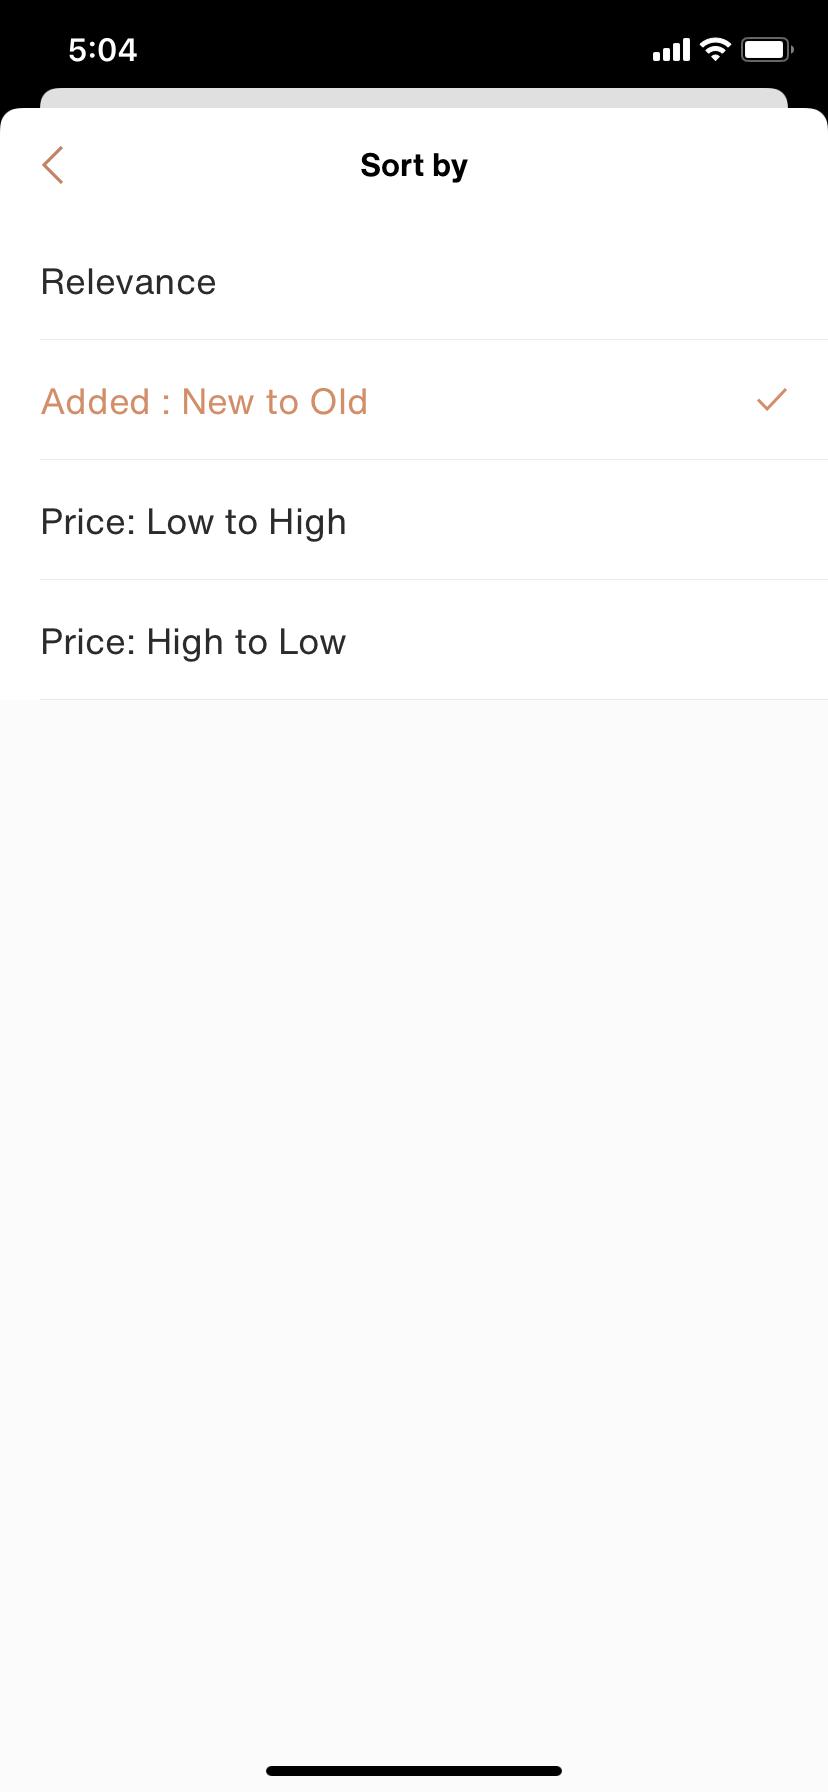 5:04
Sort by
Relevance
Added : New to Old
Price: Low to High
Price: High to Low